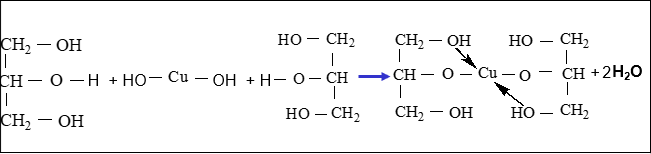 CH₂ — OH HO — CH₂ CH₂ — OH HO — CH₂
CH — O — H + HO — Cu — OH + H — O — CH CH — O — Cu — O — CH + 2H₂O
CH₂ — OH HO — CH₂ CH₂ — OH HO — CH₂